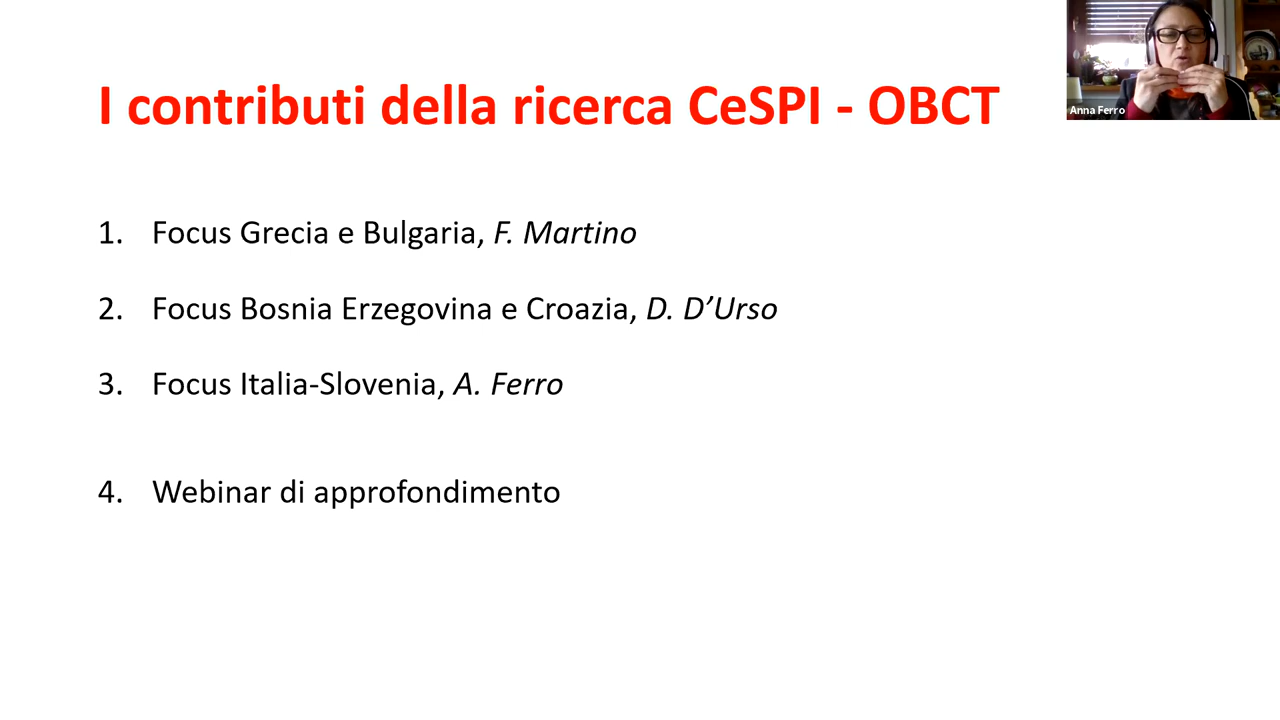 I contributi della ricerca CeSPI - OBCT
Anna Ferro
1. Focus Grecia e Bulgaria, F. Martino
2. Focus Bosnia Erzegovina e Croazia, D. D’Urso
3. Focus Italia-Slovenia, A. Ferro
4. Webinar di approfondimento